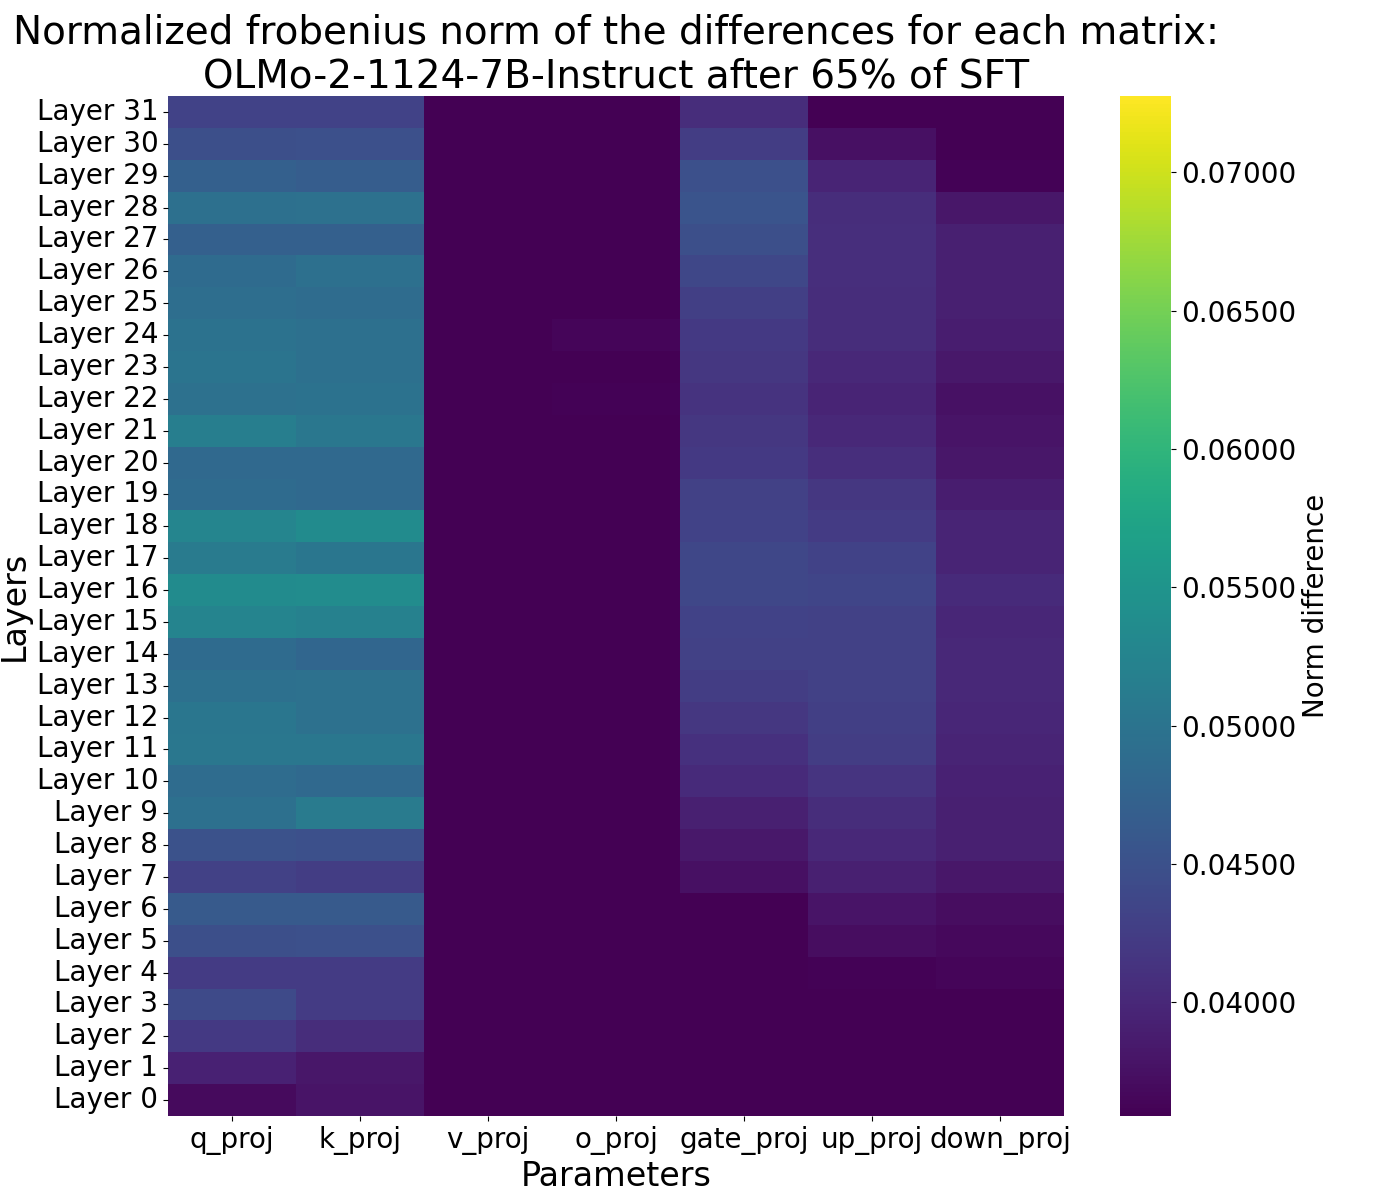 Normalized frobenius norm of the differences for each matrix:
OLMo-2-1124-7B-Instruct after 65% of SFT
Layer 31
Layer 30
Layer 29
Layer 28
Layer 27
Layer 26
Layer 25
Layer 24
Layer 23
Layer 22
Layer 21
Layer 20
Layer 19
Layer 18
Layer 17
Layer 16
Layer 15
Layer 14
Layer 13
Layer 12
Layer 11
Layer 10
Layer 9
Layer 8
Layer 7
Layer 6
Layer 5
Layer 4
Layer 3
Layer 2
Layer 1
Layer 0
Layers
q_proj k_proj v_proj o_proj gate_proj up_proj down_proj
Parameters
0.07000
0.06500
0.06000
0.05500
0.05000
0.04500
0.04000
Norm difference